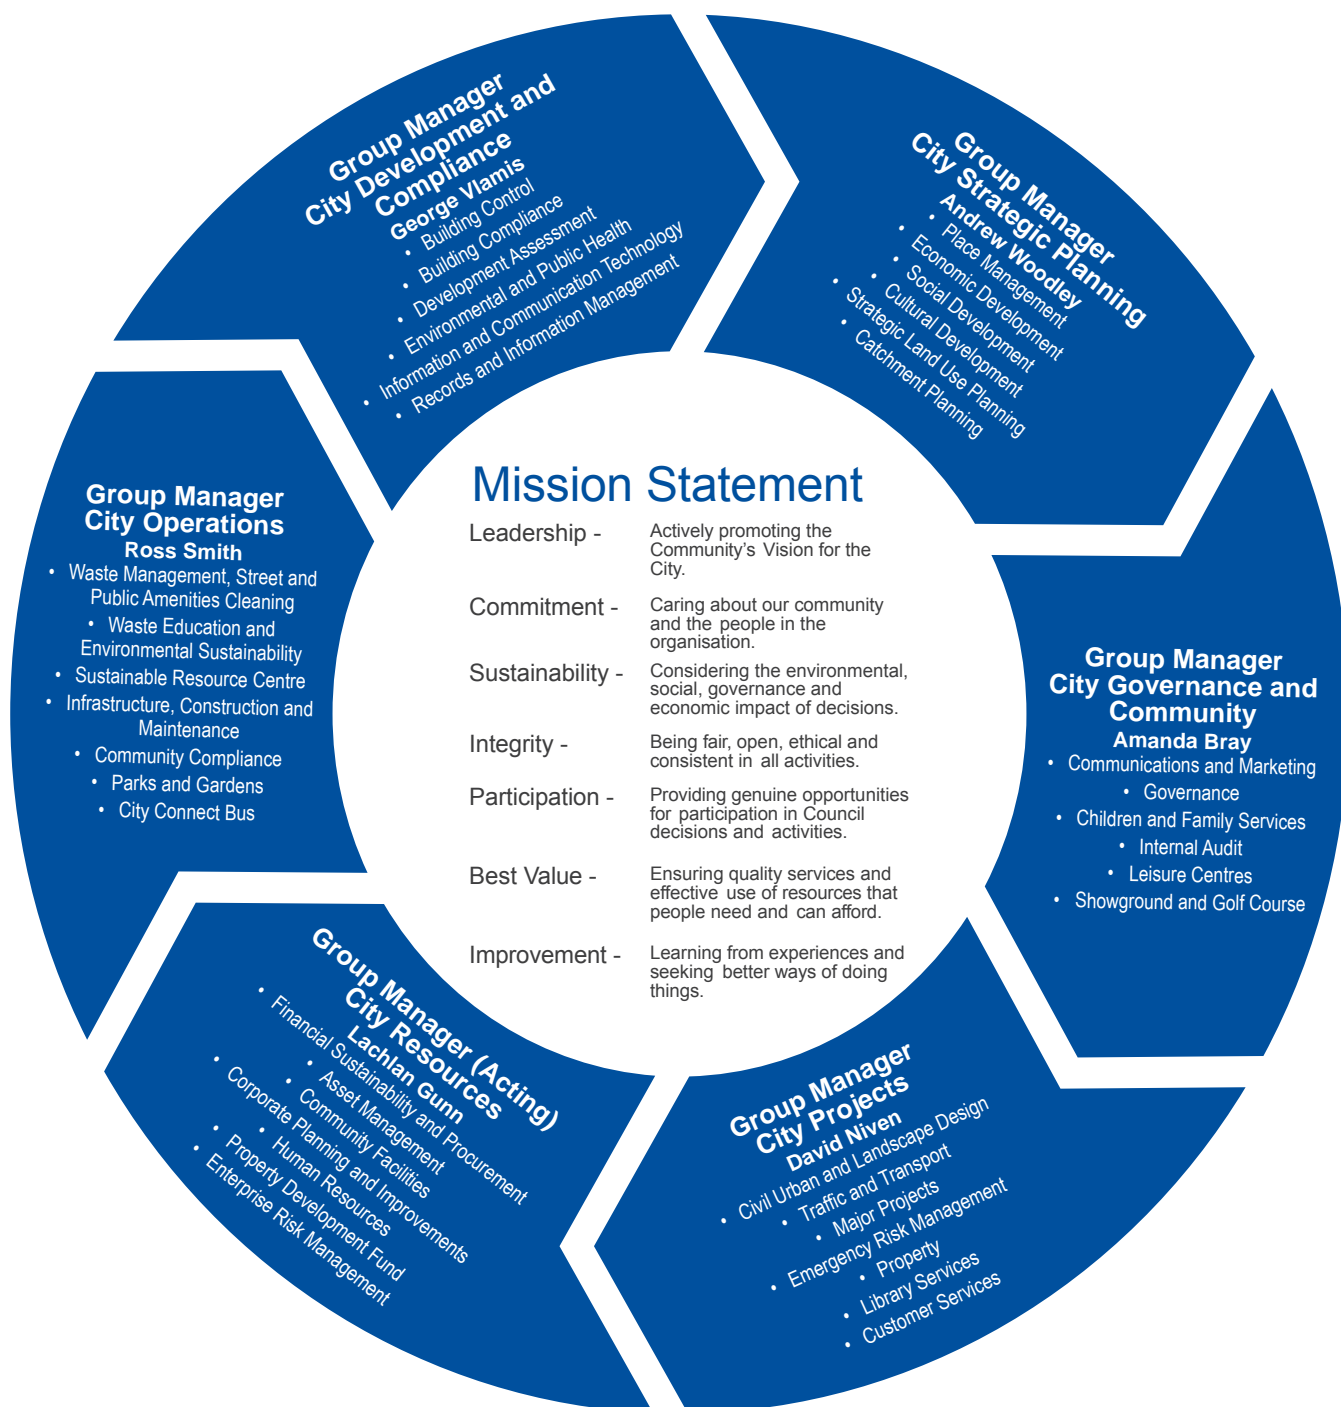 Group Manager
City Development and
Compliance
George Vlamis
• Building Control
• Building Compliance
• Development Assessment
• Environmental and Public Health
• Information and Communication Technology
• Records and Information Management
Group Manager
City Strategic Planning
Andrew Woodley
• Place Management
• Economic Development
• Social Development
• Cultural Development
• Strategic Land Use Planning
• Catchment Planning
Group Manager
City Operations
Ross Smith
• Waste Management, Street and
Public Amenities Cleaning
• Waste Education and
Environmental Sustainability
• Sustainable Resource Centre
• Infrastructure, Construction and
Maintenance
• Community Compliance
• Parks and Gardens
• City Connect Bus
Mission Statement
Leadership - Actively promoting the
Community's Vision for the
City.
Commitment - Caring about our community
and the people in the
organisation.
Sustainability - Considering the environmental,
social, governance and
economic impact of decisions.
Integrity - Being fair, open, ethical and
consistent in all activities.
Participation - Providing genuine opportunities
for participation in Council
decisions and activities.
Best Value - Ensuring quality services and
effective use of resources that
people need and can afford.
Improvement - Learning from experiences and
seeking better ways of doing
things.
Group Manager
City Governance and
Community
Amanda Bray
• Communications and Marketing
• Governance
• Children and Family Services
• Internal Audit
• Leisure Centres
• Showground and Golf Course
Group Manager (Acting)
City Resources
Lachlan Gunn
• Financial Sustainability and Procurement
• Asset Management
• Community Facilities
• Corporate Planning and Improvements
• Human Resources
• Property Development Fund
• Enterprise Risk Management
Group Manager
City Projects
David Niven
• Civil Urban and Landscape Design
• Traffic and Transport
• Major Projects
• Emergency Risk Management
• Property
• Library Services
• Customer Services